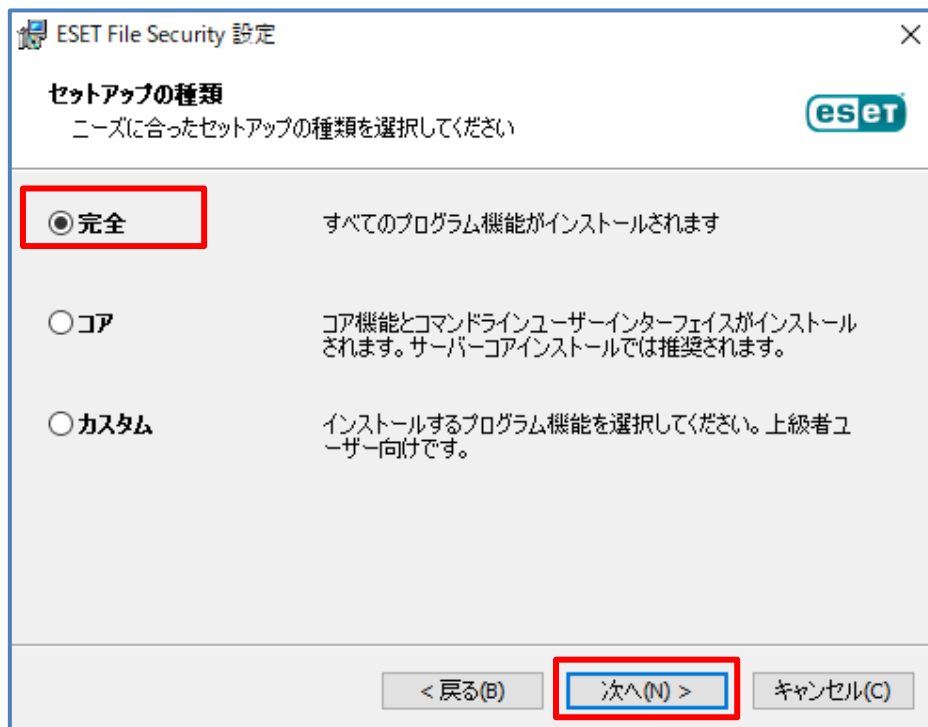 ESET File Security 設定
セットアップの種類
ニーズに合ったセットアップの種類を選択してください
eseT
完全
すべてのプログラム機能がインストールされます
コア
コア機能とコマンドラインユーザーインターフェイスがインストール
されます。サーバーコアインストールでは推奨されます。
カスタム
インストールするプログラム機能を選択してください。上級者ユ
ーザー向けです。
< 戻る(B)
次へ(N) >
キャンセル(C)